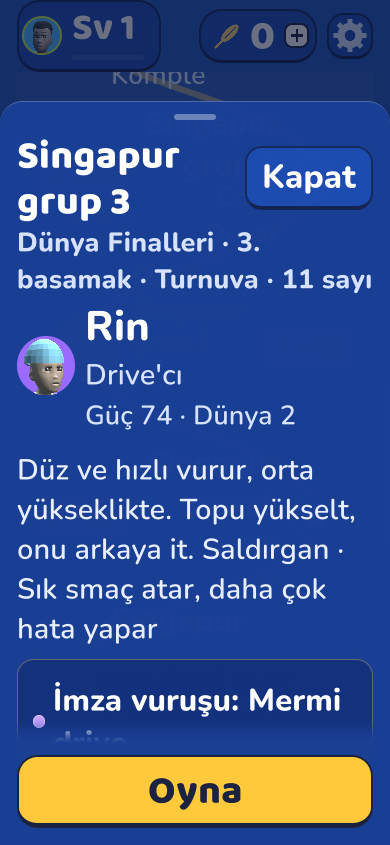 Sv 1
0
Komple
Singapur
grup 3
Kapat
Dünya Finalleri · 3.
basamak · Turnuva · 11 sayı
Rin
Drive'cı
Güç 74 · Dünya 2
Düz ve hızlı vurur, orta
yükseklikte. Topu yükselt,
onu arkaya it. Saldırgan ·
Sık smaç atar, daha çok
hata yapar
İmza vuruşu: Mermi
drive
Oyna